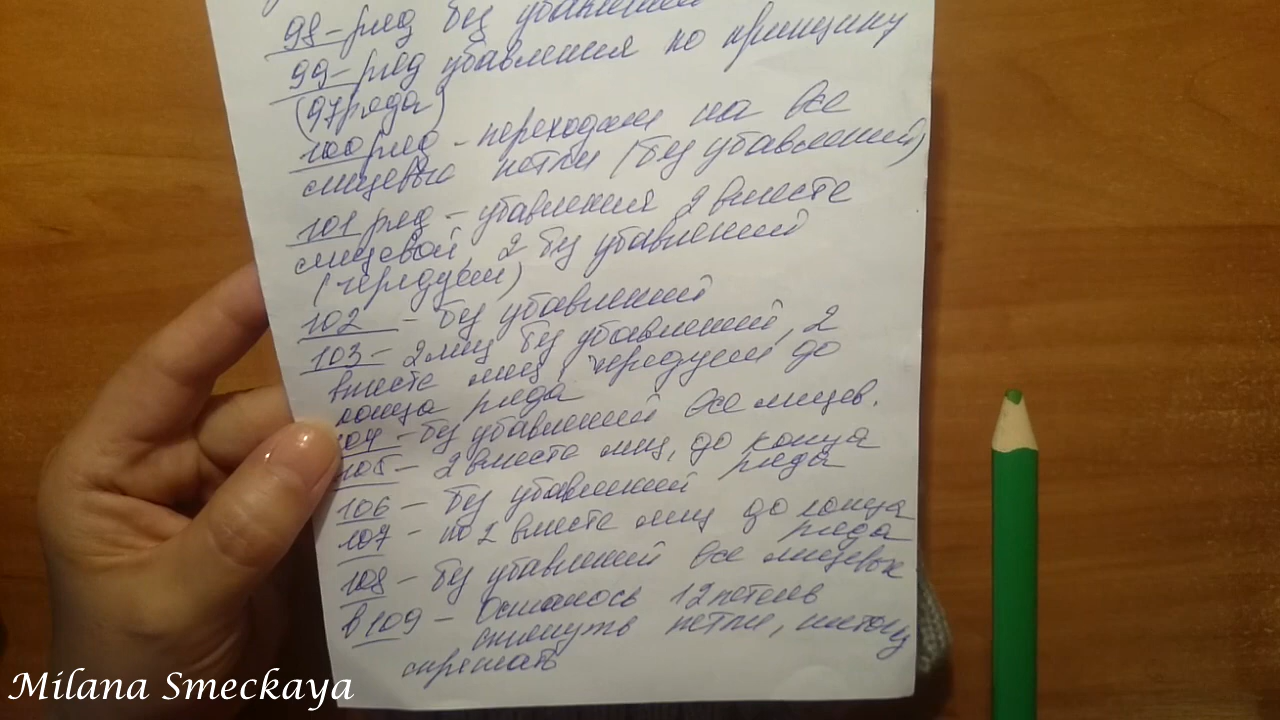 98-ряд без убавлений
99-ряд убавления по принципу
(97 ряда)
100 ряд - переходим на все
лицевые петли (без убавлений)
101 ряд - убавления 2 вместе
лицевой, 2 без убавлений
(чередуем)
102 - без убавлений
103 - 2 лиц без убавлений, 2
вместе лиц чередуем до
конца ряда
104 - без убавлений все лицев.
105 - 2 вместе лиц, до конца
ряда
106 - без убавлений
107 - по 2 вместе лиц до конца
ряда
108 - без убавлений все лицевые
в 109 - Осталось 12 петель
стянуть петли, ниточку
спрятать
Milana Smeckaya